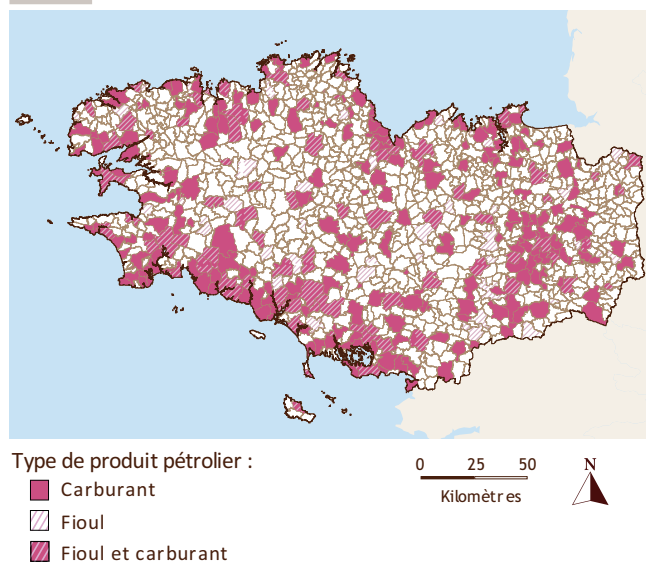 Type de produit pétrolier :
Carburant
Fioul
Fioul et carburant
0 25 50
Kilomètres
N